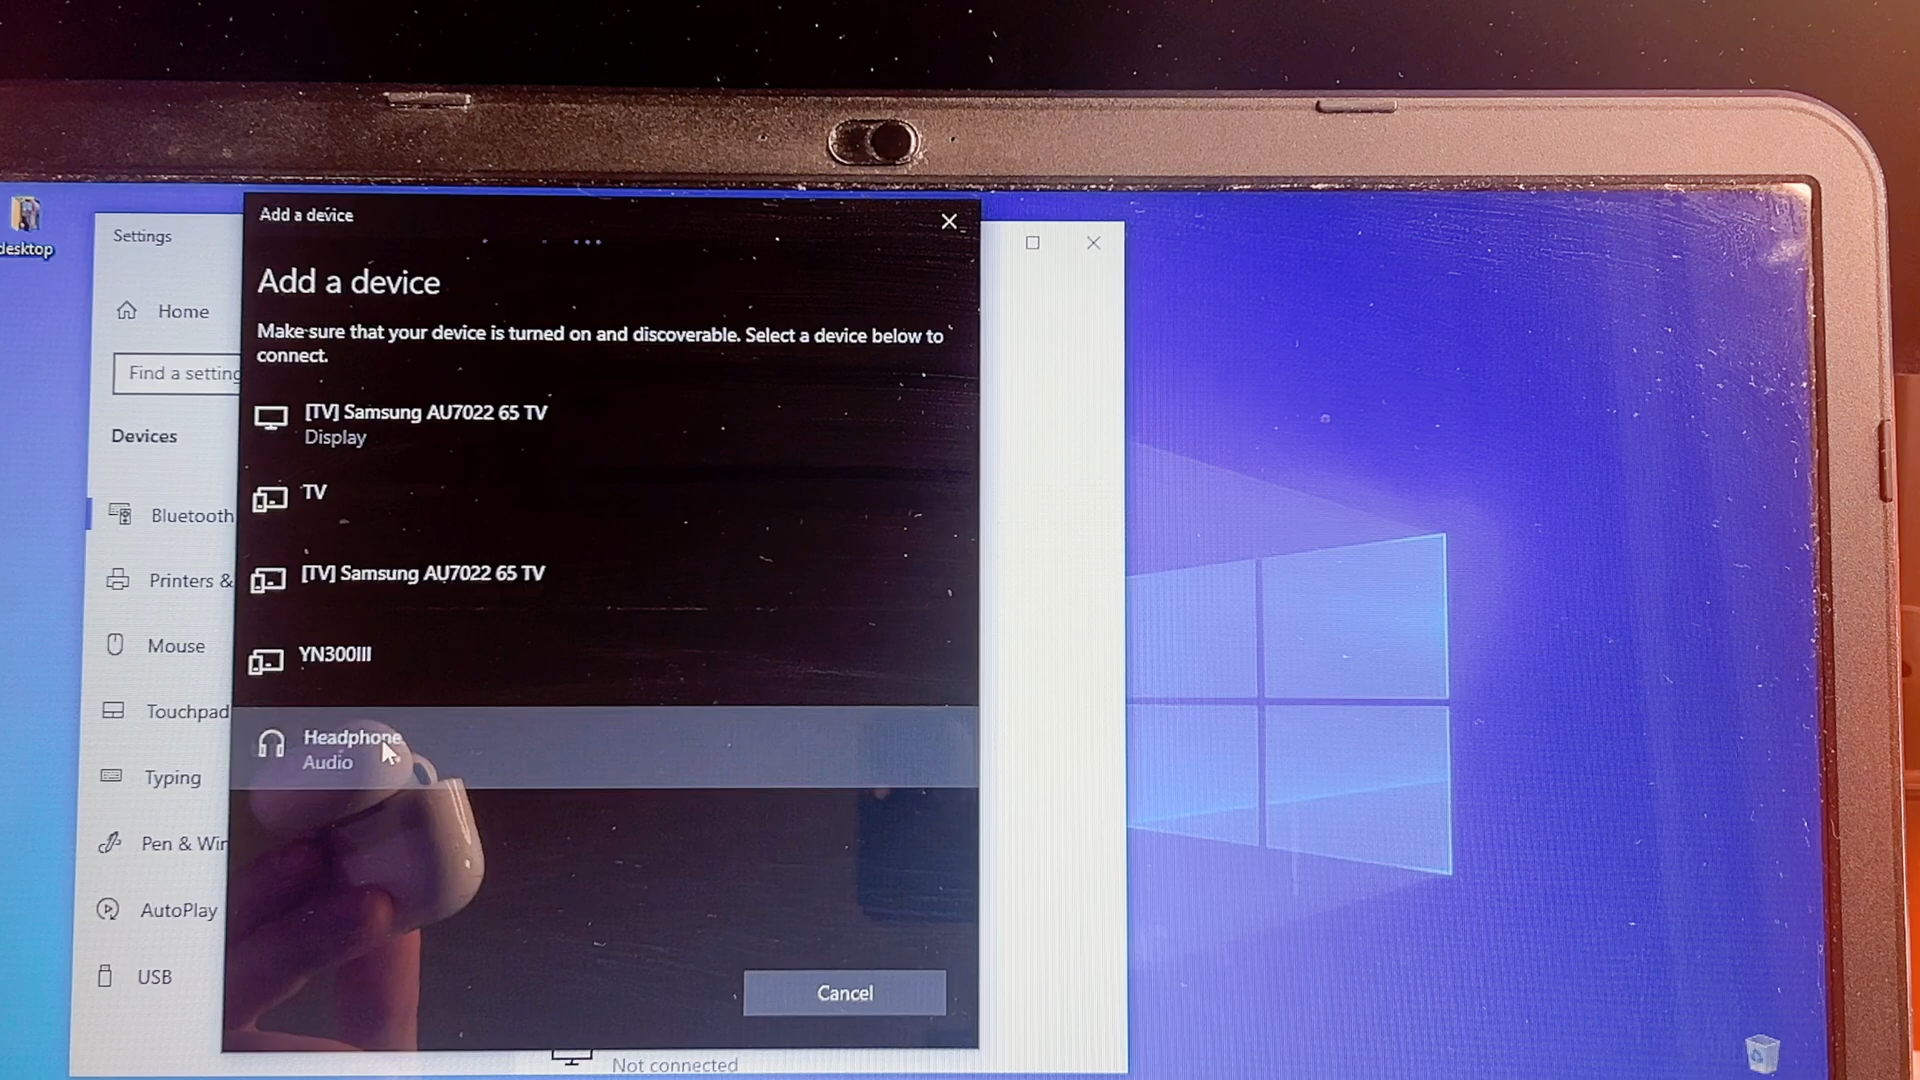 desktop
Settings
Home
Find a setting
Devices
Bluetooth
Printers &
Mouse
Touchpad
Typing
Pen & Win
AutoPlay
USB
Add a device
Add a device
Make sure that your device is turned on and discoverable. Select a device below to
connect.
[TV] Samsung AU7022 65 TV
Display
TV
[TV] Samsung AU7022 65 TV
YN300III
Headphone
Audio
Cancel
Not connected